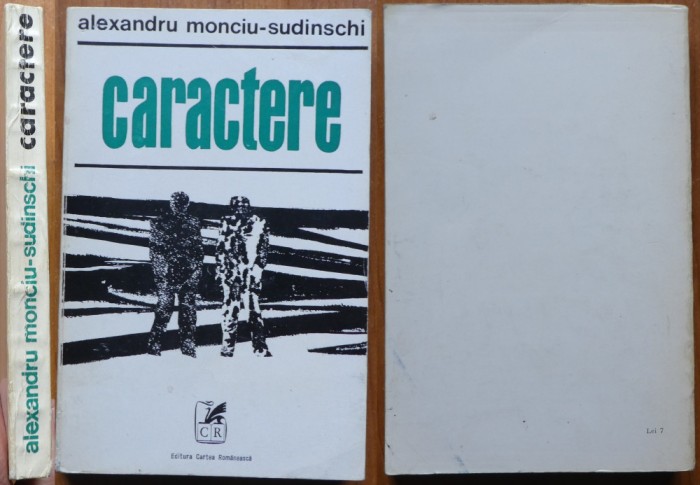 alexandru monciu-sudinschi caractere
alexandru monciu-sudinschi
caractere
CR
Editura Cartea Românească
Lei 7